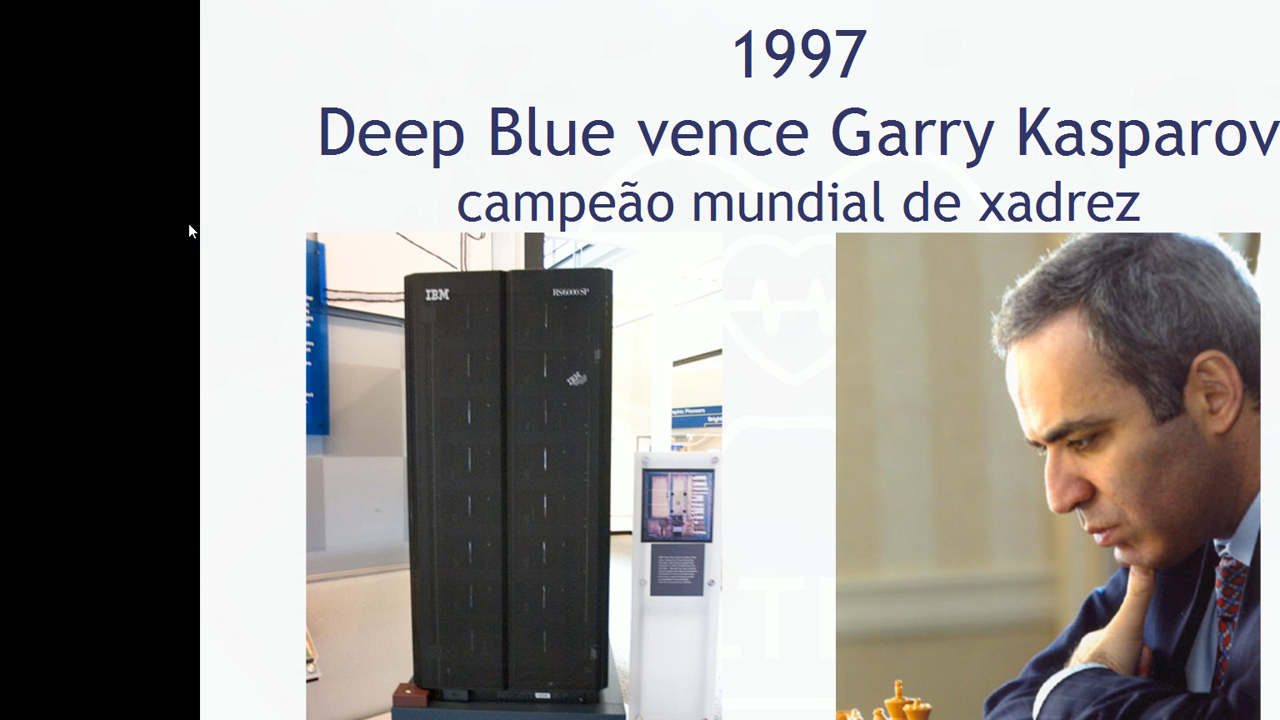 1997
Deep Blue vence Garry Kasparov
campeão mundial de xadrez
IBM
RS/6000 SP